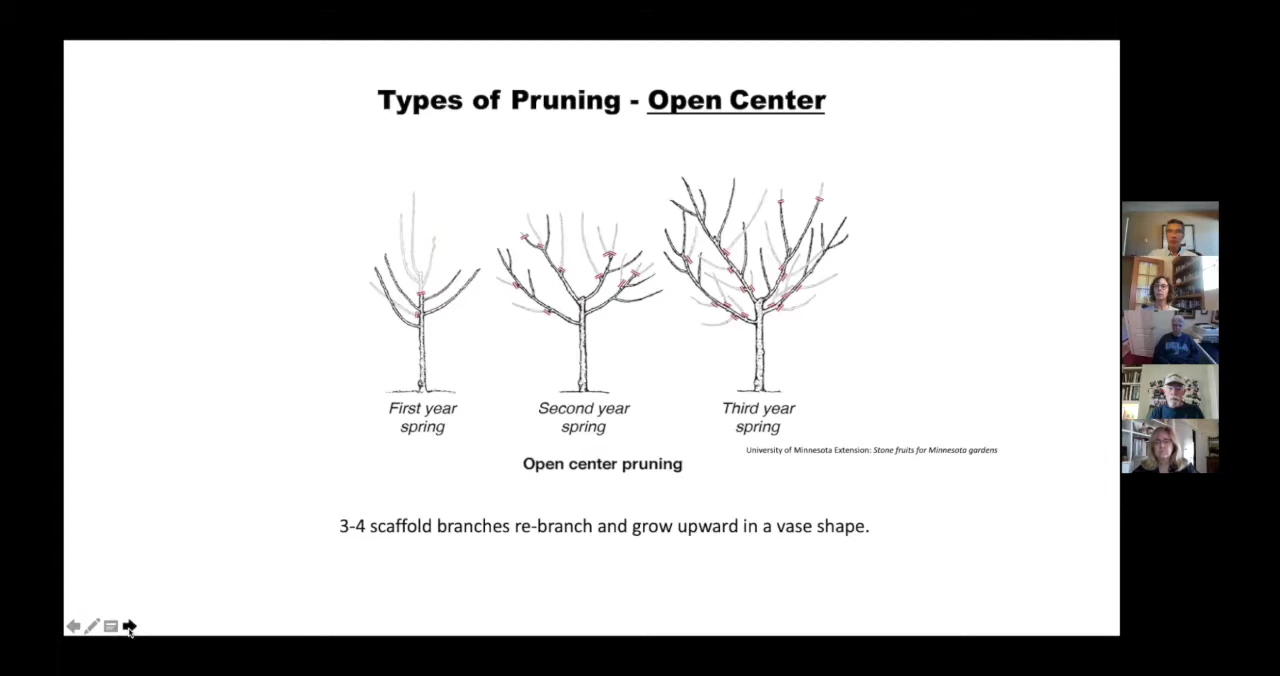 Types of Pruning - Open Center
First year
spring
Second year
spring
Third year
spring
University of Minnesota Extension: Stone fruits for Minnesota gardens
Open center pruning
3-4 scaffold branches re-branch and grow upward in a vase shape.